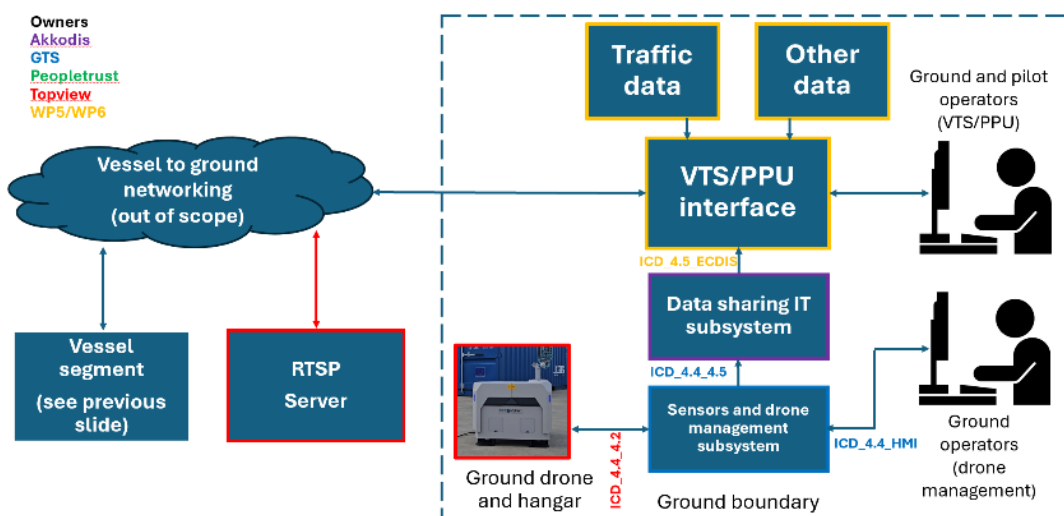 Owners
Akkodis
GTS
Peopletrust
Topview
WP5/WP6
Traffic
data
Other
data
Ground and pilot
operators
(VTS/PPU)
Vessel to ground
networking
(out of scope)
VTS/PPU
interface
ICD_4.5_ECDIS
Data sharing IT
subsystem
Vessel
segment
(see previous
slide)
RTSP
Server
ICD_4.4_4.5
Sensors and drone
management
subsystem
ICD_4.4_HMI
ICD_4.4_4.2
Ground drone
and hangar
Ground boundary
Ground
operators
(drone
management)